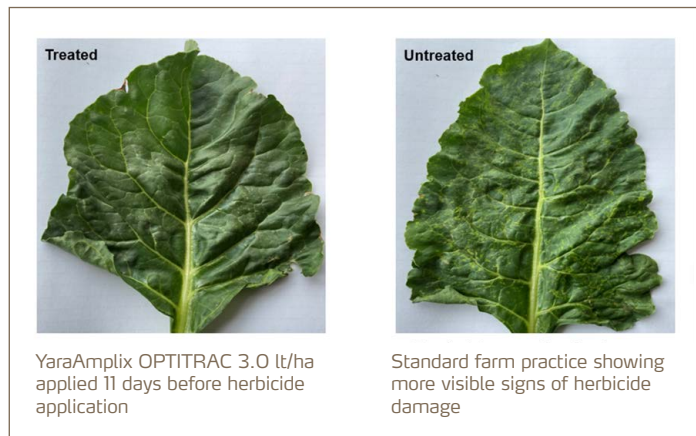 Treated
Untreated
YaraAmplix OPTITRAC 3.0 lt/ha
applied 11 days before herbicide
application
Standard farm practice showing
more visible signs of herbicide
damage